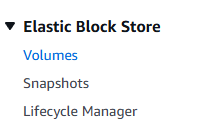 Elastic Block Store
Volumes
Snapshots
Lifecycle Manager